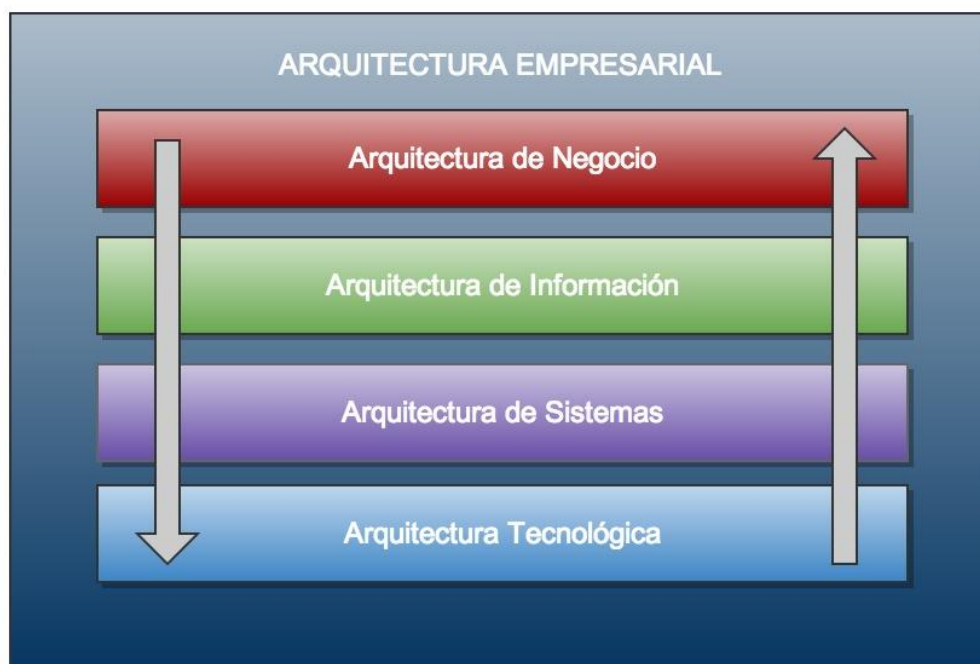 ARQUITECTURA EMPRESARIAL
Arquitectura de Negocio
Arquitectura de Información
Arquitectura de Sistemas
Arquitectura Tecnológica